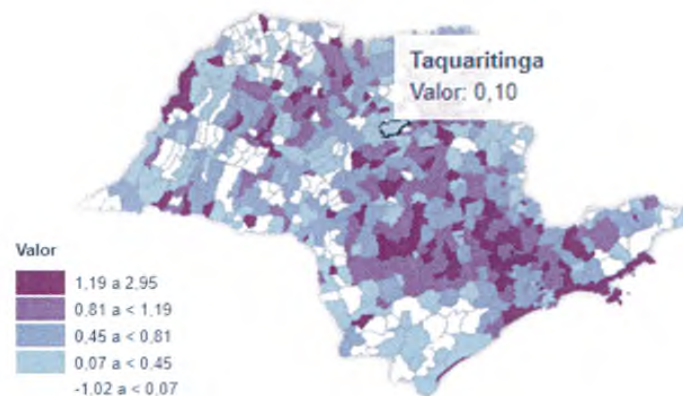 Taquaritinga
Valor: 0,10
Valor
1,19 a 2,95
0,81 a < 1,19
0,45 a < 0,81
0,07 a < 0,45
-1,02 a < 0,07